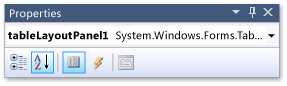 Properties
tableLayoutPanel1 System.Windows.Forms.Tab...
A
Z